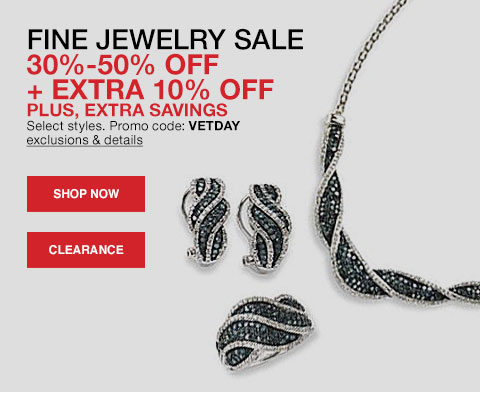 FINE JEWELRY SALE
30%-50% OFF
+ EXTRA 10% OFF
PLUS, EXTRA SAVINGS
Select styles. Promo code: VETDAY
exclusions & details
SHOP NOW
CLEARANCE